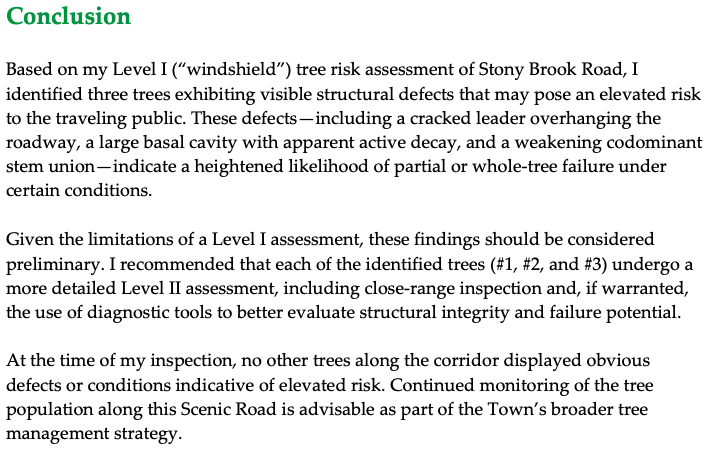 Conclusion
Based on my Level I (“windshield”) tree risk assessment of Stony Brook Road, I
identified three trees exhibiting visible structural defects that may pose an elevated risk
to the traveling public. These defects—including a cracked leader overhanging the
roadway, a large basal cavity with apparent active decay, and a weakening codominant
stem union—indicate a heightened likelihood of partial or whole-tree failure under
certain conditions.
Given the limitations of a Level I assessment, these findings should be considered
preliminary. I recommended that each of the identified trees (#1, #2, and #3) undergo a
more detailed Level II assessment, including close-range inspection and, if warranted,
the use of diagnostic tools to better evaluate structural integrity and failure potential.
At the time of my inspection, no other trees along the corridor displayed obvious
defects or conditions indicative of elevated risk. Continued monitoring of the tree
population along this Scenic Road is advisable as part of the Town’s broader tree
management strategy.